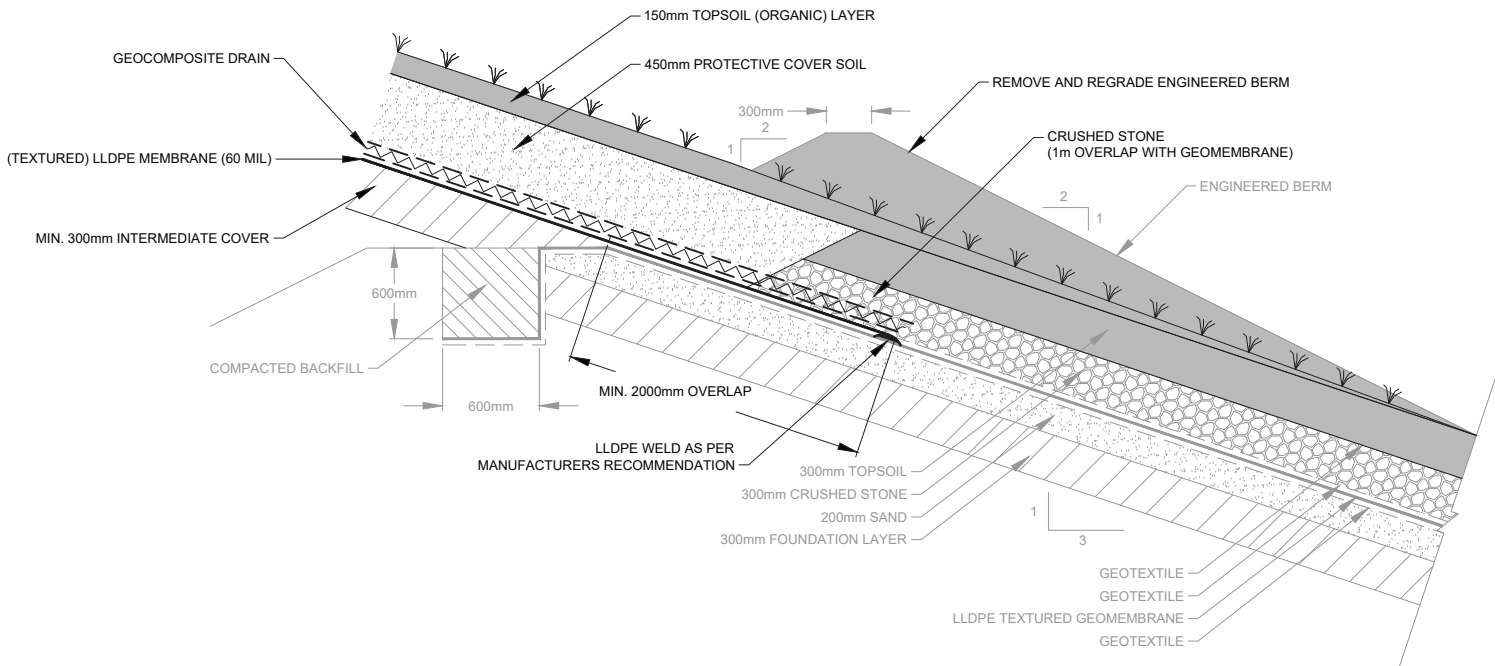 150mm TOPSOIL (ORGANIC) LAYER
GEOCOMPOSITE DRAIN
450mm PROTECTIVE COVER SOIL
REMOVE AND REGRADE ENGINEERED BERM
300mm
2
1
CRUSHED STONE
(1m OVERLAP WITH GEOMEMBRANE)
(TEXTURED) LLDPE MEMBRANE (60 MIL)
ENGINEERED BERM
2
1
MIN. 300mm INTERMEDIATE COVER
600mm
COMPACTED BACKFILL
MIN. 2000mm OVERLAP
600mm
LLDPE WELD AS PER
MANUFACTURERS RECOMMENDATION
300mm TOPSOIL
300mm CRUSHED STONE
200mm SAND
300mm FOUNDATION LAYER
1
3
GEOTEXTILE
GEOTEXTILE
LLDPE TEXTURED GEOMEMBRANE
GEOTEXTILE